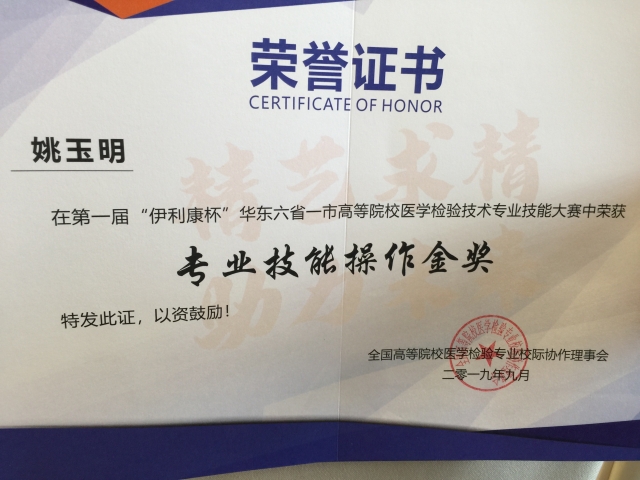 荣誉证书
CERTIFICATE OF HONOR
姚玉明
在第一届“伊利康杯”华东六省一市高等院校医学检验技术专业技能大赛中荣获
专业技能操作金奖
特发此证，以资鼓励！
全国高等院校医学检验专业校际协作理事会
二零一九年九月